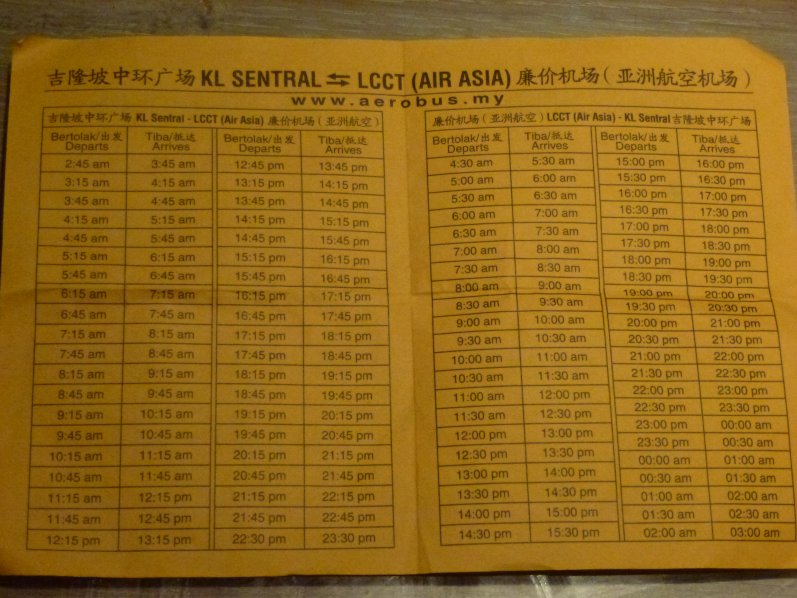 吉隆坡中环广场 KL SENTRAL ⇆ LCCT (AIR ASIA) 廉价机场（亚洲航空机场）
www.aerobus.my
吉隆坡中环广场 KL Sentral - LCCT (Air Asia) 廉价机场（亚洲航空）
Bertolak/出发 Tiba/抵达 Bertolak/出发 Tiba/抵达
Departs Arrives Departs Arrives
2:45 am 3:45 am 12:45 pm 13:45 pm
3:15 am 4:15 am 13:15 pm 14:15 pm
3:45 am 4:45 am 13:45 pm 14:45 pm
4:15 am 5:15 am 14:15 pm 15:15 pm
4:45 am 5:45 am 14:45 pm 15:45 pm
5:15 am 6:15 am 15:15 pm 16:15 pm
5:45 am 6:45 am 15:45 pm 16:45 pm
6:15 am 7:15 am 16:15 pm 17:15 pm
6:45 am 7:45 am 16:45 pm 17:45 pm
7:15 am 8.15 am 17:15 pm 18:15 pm
7:45 am 8:45 am 17:45 pm 18:45 pm
8:15 am 9:15 am 18:15 pm 19:15 pm
8:45 am 9.45 am 18:45 pm 19:45 pm
9:15 am 10:15 am 19:15 pm 20:15 pm
9:45 am 10:45 am 19:45 pm 20:45 pm
10:15 am 11:15 am 20:15 pm 21:15 pm
10:45 am 11:45 am 20:45 pm 21:45 pm
11:15 am 12:15 pm 21:15 pm 22:15 pm
11:45 am 12:45 pm 21:45 pm 22:45 pm
12:15 pm 13:15 pm 22:30 pm 23:30 pm
廉价机场（亚洲航空）LCCT (Air Asia) - KL Sentral 吉隆坡中环广场
Bertolak/出发 Tiba/抵达 Bertolak/出发 Tiba/抵达
Departs Arrives Departs Arrives
4:30 am 5:30 am 15:00 pm 16:00 pm
5:00 am 6:00 am 15:30 pm 16:30 pm
5:30 am 6:30 am 16:00 pm 17:00 pm
6:00 am 7:00 am 16:30 pm 17:30 pm
6:30 am 7:30 am 17:00 pm 18:00 pm
7:00 am 8:00 am 17:30 pm 18:30 pm
7:30 am 8:30 am 18:00 pm 19:00 pm
8:00 am 9:00 am 18:30 pm 19:30 pm
8:30 am 9:30 am 19:00 pm 20:00 pm
9:00 am 10:00 am 19:30 pm 20:30 pm
9:30 am 10:30 am 20:00 pm 21:00 pm
10:00 am 11:00 am 20:30 pm 21:30 pm
10:30 am 11:30 am 21:00 pm 22:00 pm
11:00 am 12:00 pm 21:30 pm 22:30 pm
11:30 am 12:30 pm 22:00 pm 23:00 pm
12:00 pm 13:00 pm 22:30 pm 23:30 pm
12:30 pm 13:30 pm 23:00 pm 00:00 am
13:00 pm 14:00 pm 23:30 pm 00:30 am
13:30 pm 14:30 pm 00:00 am 01:00 am
14:00 pm 15:00 pm 00:30 am 01:30 am
14:30 pm 15:30 pm 01:00 am 02:00 am
01:30 am 02:30 am
02:00 am 03:00 am